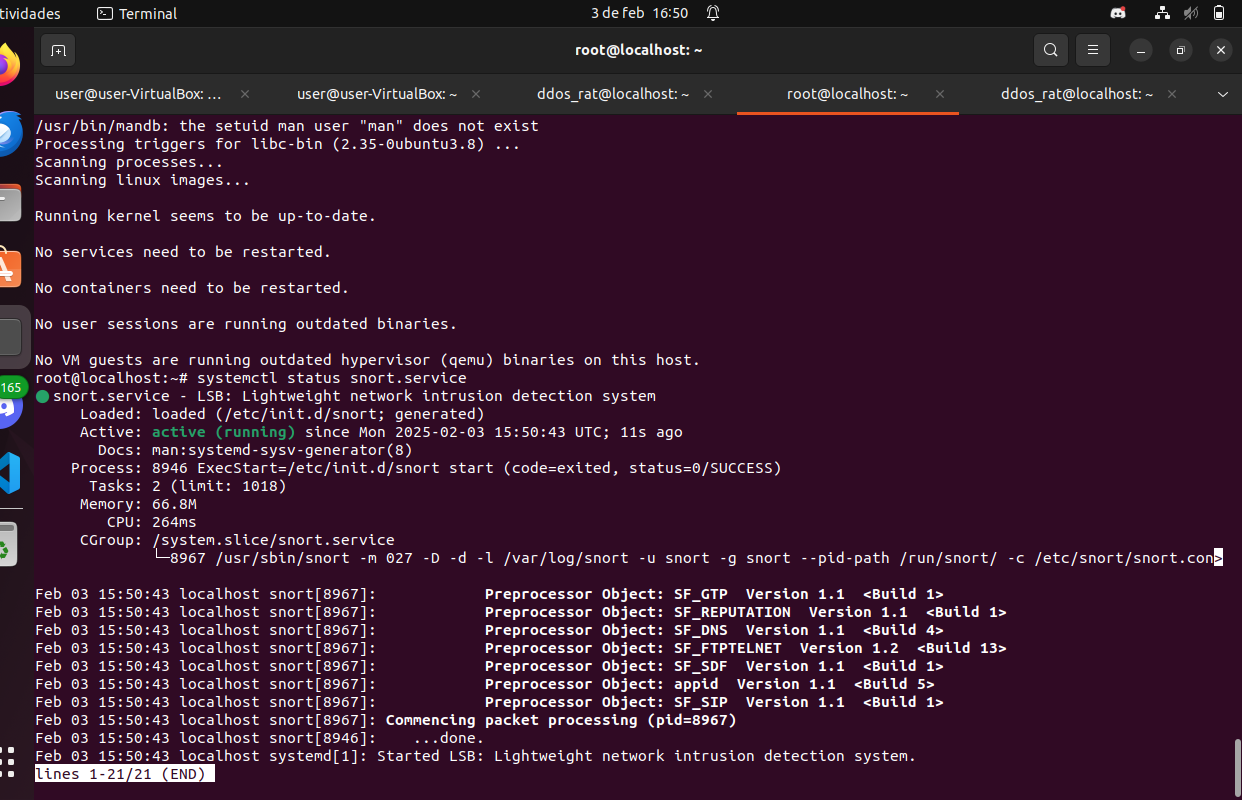 tividades
Terminal
3 de feb 16:50
root@localhost: ~
user@user-VirtualBox: ...
user@user-VirtualBox: ~
ddos_rat@localhost: ~
root@localhost: ~
ddos_rat@localhost: ~
/usr/bin/mandb: the setuid man user "man" does not exist
Processing triggers for libc-bin (2.35-0ubuntu3.8) ...
Scanning processes...
Scanning linux images...
Running kernel seems to be up-to-date.
No services need to be restarted.
No containers need to be restarted.
No user sessions are running outdated binaries.
No VM guests are running outdated hypervisor (qemu) binaries on this host.
root@localhost:~# systemctl status snort.service
● snort.service - LSB: Lightweight network intrusion detection system
Loaded: loaded (/etc/init.d/snort; generated)
Active: active (running) since Mon 2025-02-03 15:50:43 UTC; 11s ago
Docs: man:systemd-sysv-generator(8)
Process: 8946 ExecStart=/etc/init.d/snort start (code=exited, status=0/SUCCESS)
Tasks: 2 (limit: 1018)
Memory: 66.8M
CPU: 264ms
CGroup: /system.slice/snort.service
└─8967 /usr/sbin/snort -m 027 -D -d -l /var/log/snort -u snort -g snort --pid-path /run/snort/ -c /etc/snort/snort.con>
Feb 03 15:50:43 localhost snort[8967]: Preprocessor Object: SF_GTP Version 1.1 <Build 1>
Feb 03 15:50:43 localhost snort[8967]: Preprocessor Object: SF_REPUTATION Version 1.1 <Build 1>
Feb 03 15:50:43 localhost snort[8967]: Preprocessor Object: SF_DNS Version 1.1 <Build 4>
Feb 03 15:50:43 localhost snort[8967]: Preprocessor Object: SF_FTPTELNET Version 1.2 <Build 13>
Feb 03 15:50:43 localhost snort[8967]: Preprocessor Object: SF_SDF Version 1.1 <Build 1>
Feb 03 15:50:43 localhost snort[8967]: Preprocessor Object: appid Version 1.1 <Build 5>
Feb 03 15:50:43 localhost snort[8967]: Preprocessor Object: SF_SIP Version 1.1 <Build 1>
Feb 03 15:50:43 localhost snort[8967]: Commencing packet processing (pid=8967)
Feb 03 15:50:43 localhost snort[8946]: ...done.
Feb 03 15:50:43 localhost systemd[1]: Started LSB: Lightweight network intrusion detection system.
lines 1-21/21 (END)
165